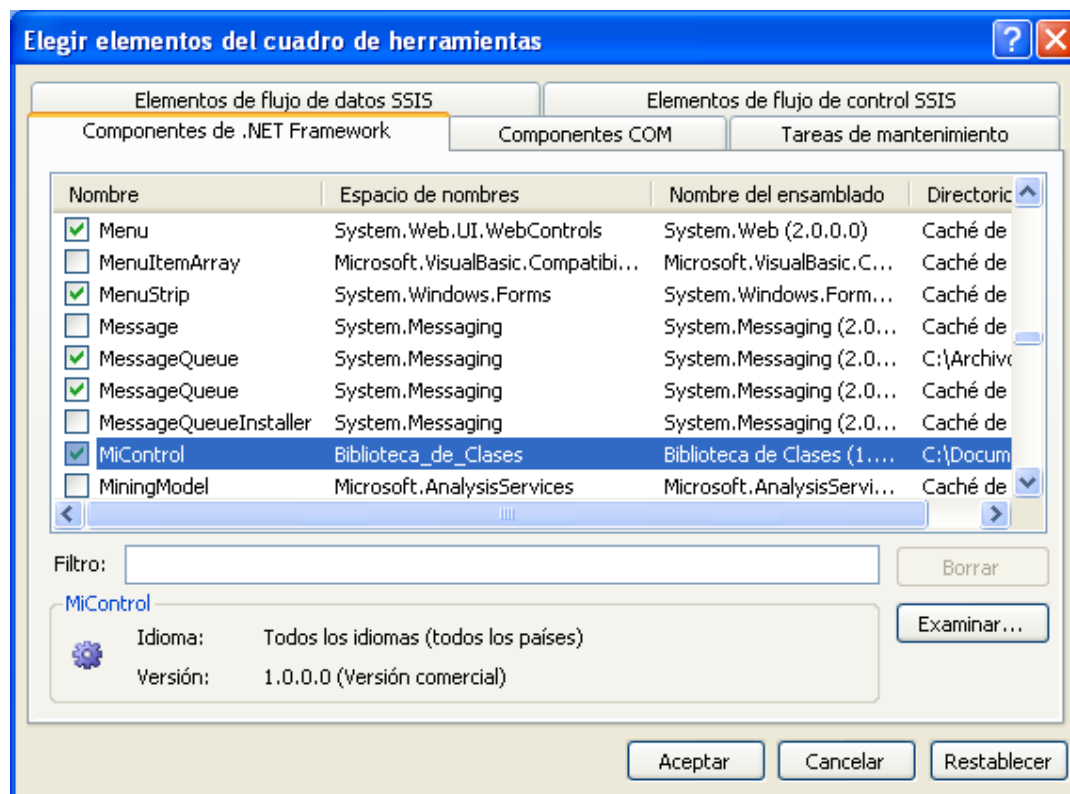 Elegir elementos del cuadro de herramientas
Elementos de flujo de datos SSIS Elementos de flujo de control SSIS
Componentes de .NET Framework Componentes COM Tareas de mantenimiento
Nombre Espacio de nombres Nombre del ensamblado Directoric
Menu System.Web.UI.WebControls System.Web (2.0.0.0) Caché de
MenuItemArray Microsoft.VisualBasic.Compatibi... Microsoft.VisualBasic.C... Caché de
MenuStrip System.Windows.Forms System.Windows.Form... Caché de
Message System.Messaging System.Messaging (2.0... Caché de
MessageQueue System.Messaging System.Messaging (2.0... C:\Archivo
MessageQueue System.Messaging System.Messaging (2.0... Caché de
MessageQueueInstaller System.Messaging System.Messaging (2.0... Caché de
MiControl Biblioteca_de_Clases Biblioteca de Clases (1.... C:\Docum
MiningModel Microsoft.AnalysisServices Microsoft.AnalysisServi... Caché de
Filtro: Borrar
MiControl
Examinar...
Idioma: Todos los idiomas (todos los países)
Versión: 1.0.0.0 (Versión comercial)
Aceptar Cancelar Restablecer